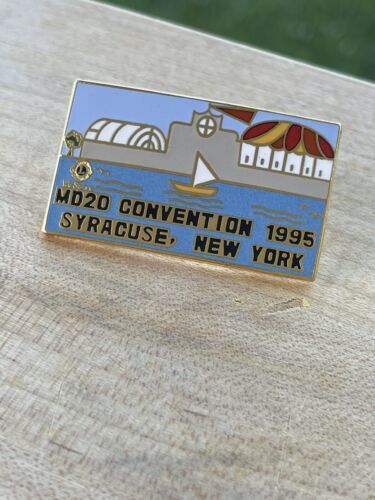 MD20 CONVENTION 1995
SYRACUSE, NEW YORK